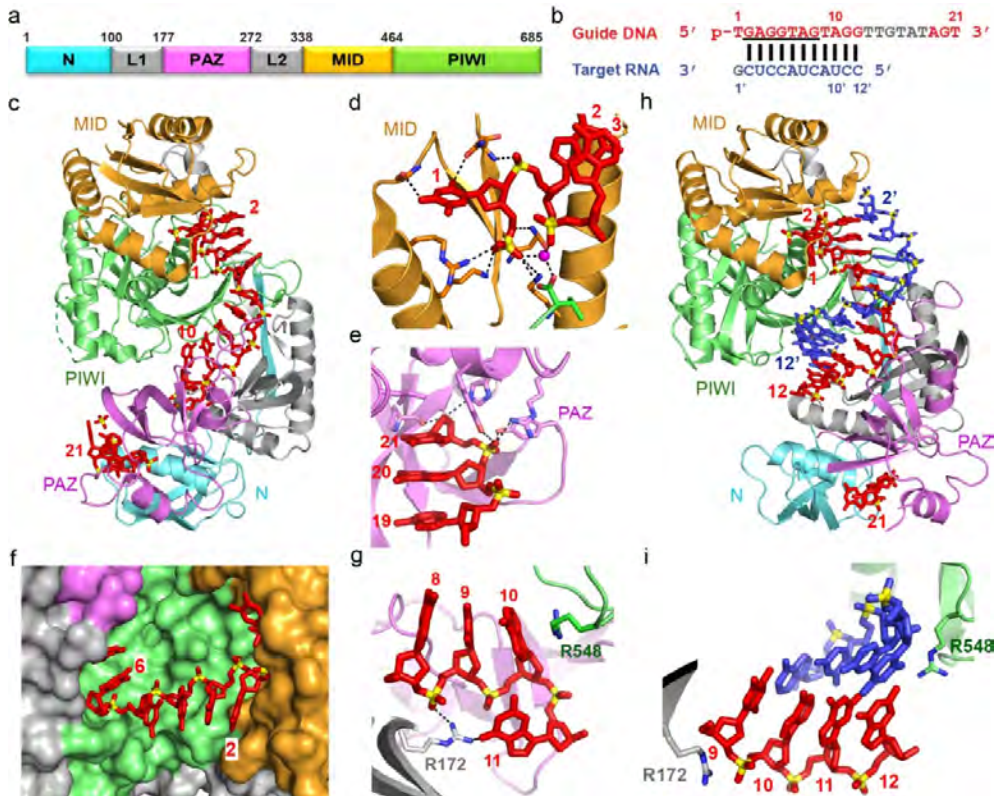 a
1 100 177 272 338 464 685
N L1 PAZ L2 MID PIWI
b
1 10 21
Guide DNA 5' p-TGAGGTAGTAGGTTGTATAGT 3'
Target RNA 3' GCUCCAUCAUCC 5'
1' 10' 12'
c
MID
2
1
10
PIWI
21
PAZ
N
d
MID
1
2
3
e
PAZ
21
20
19
h
MID
2
2'
1
12'
PIWI
12
PAZ
N
21
f
6
2
g
8 9 10
R548
R172
11
i
R548
R172
9
10
11
12